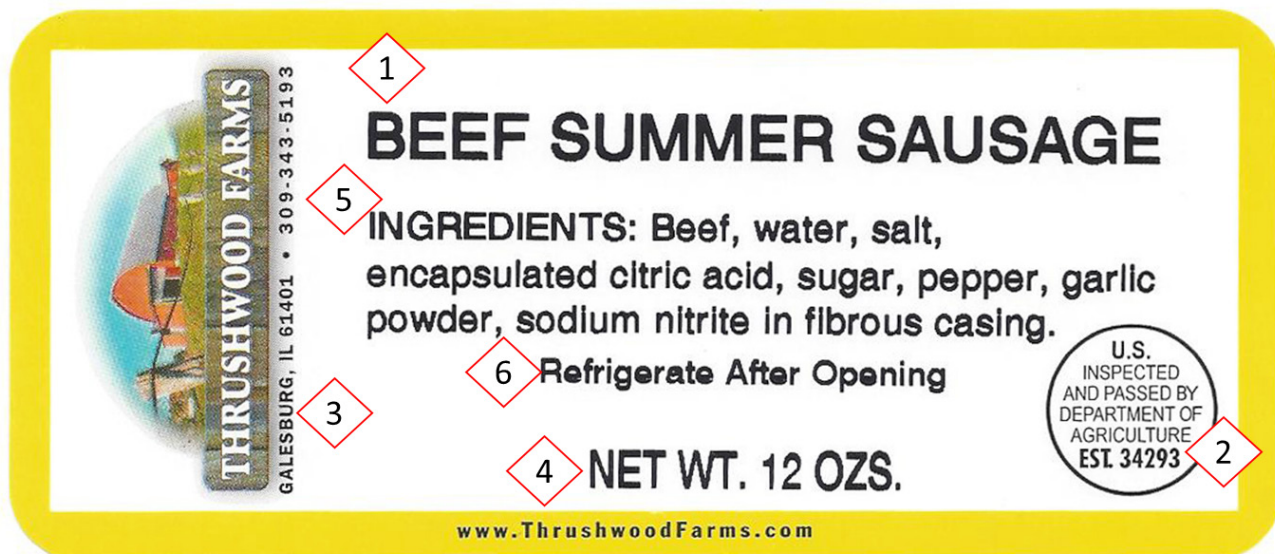 1
BEEF SUMMER SAUSAGE
THRUSHWOOD FARMS
GALESBURG, IL 61401 • 309-343-5193
5
INGREDIENTS: Beef, water, salt,
encapsulated citric acid, sugar, pepper, garlic
powder, sodium nitrite in fibrous casing.
6
Refrigerate After Opening
3
4
NET WT. 12 OZS.
U.S.
INSPECTED
AND PASSED BY
DEPARTMENT OF
AGRICULTURE
EST. 34293
2
www.ThrushwoodFarms.com